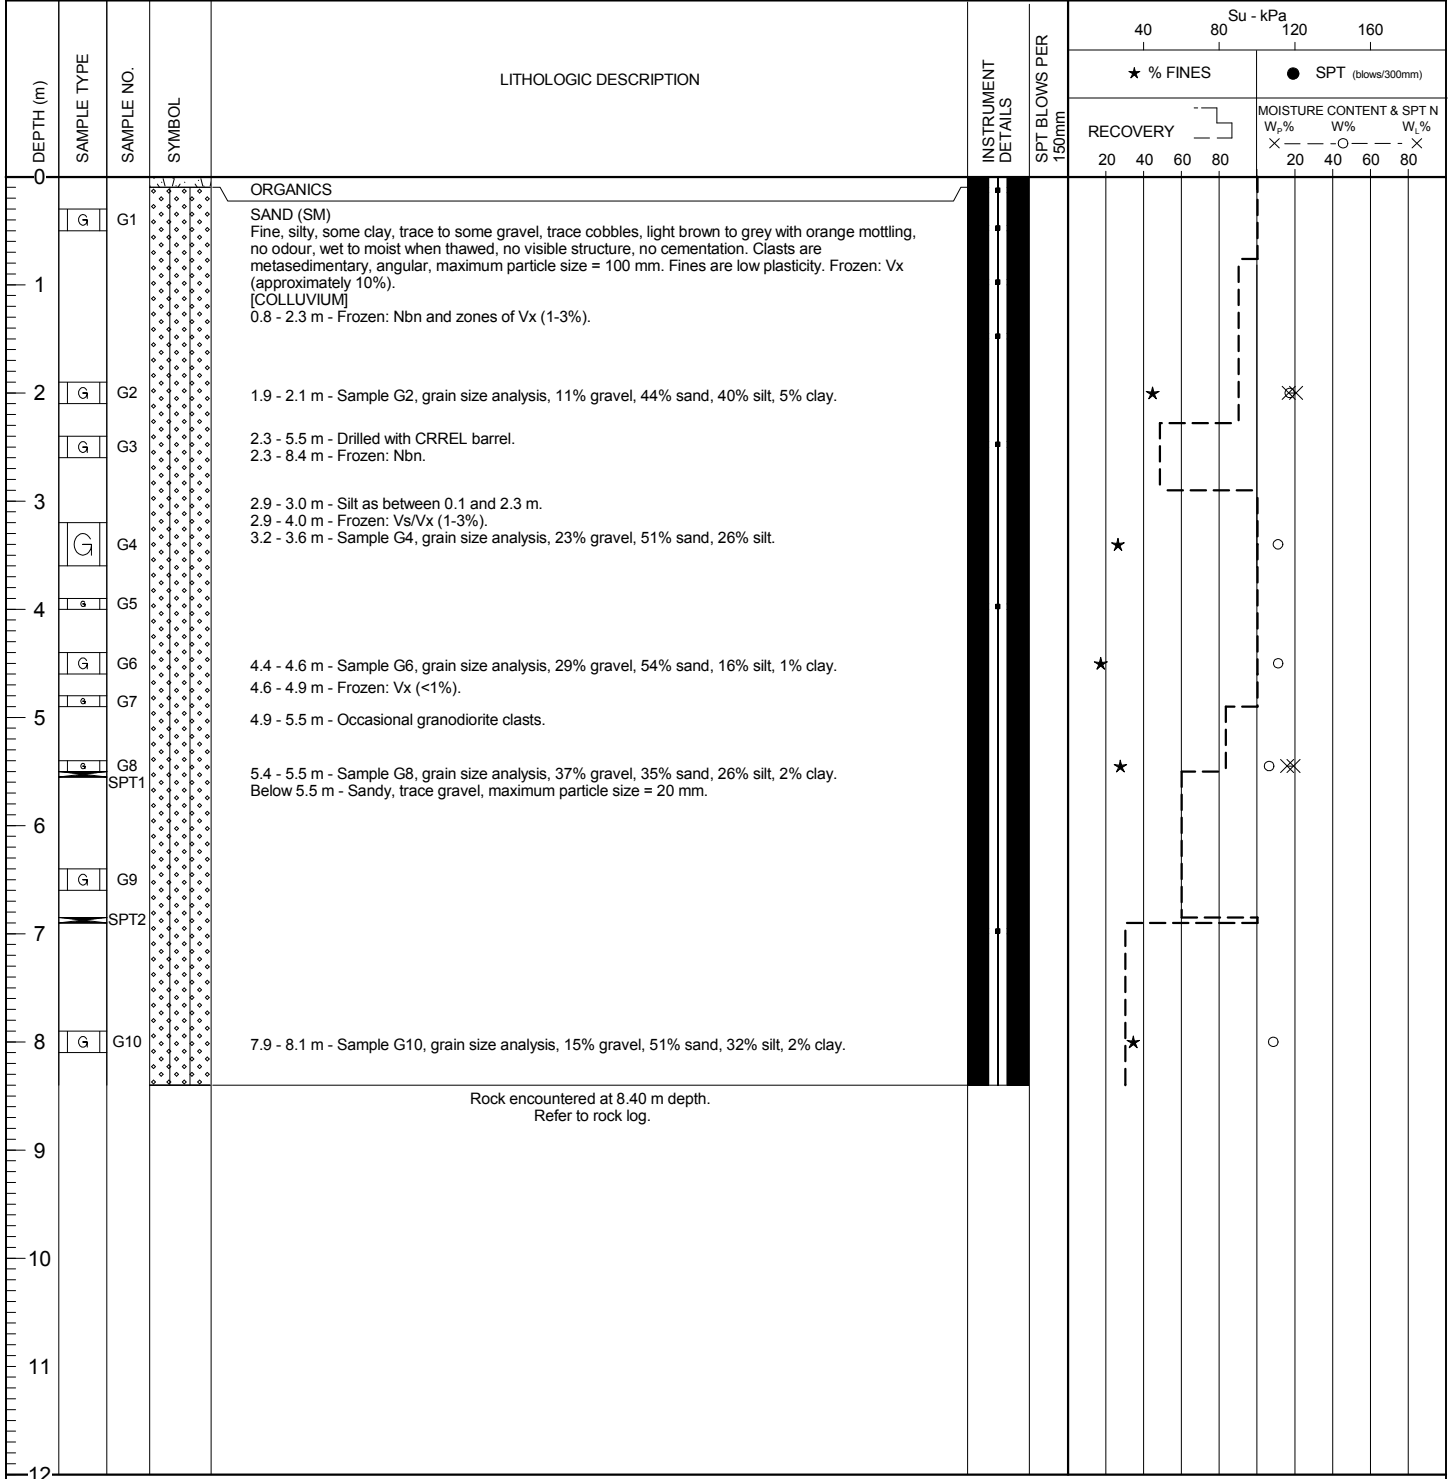 DEPTH (m)
SAMPLE TYPE
SAMPLE NO.
SYMBOL
LITHOLOGIC DESCRIPTION
INSTRUMENT
DETAILS
SPT BLOWS PER
150mm
Su - kPa
40 80 120 160
★ % FINES
● SPT (blows/300mm)
RECOVERY
MOISTURE CONTENT & SPT N
WP% W% WL%
20 40 60 80 20 40 60 80
0
ORGANICS
SAND (SM)
G G1
Fine, silty, some clay, trace to some gravel, trace cobbles, light brown to grey with orange mottling,
no odour, wet to moist when thawed, no visible structure, no cementation. Clasts are
metasedimentary, angular, maximum particle size = 100 mm. Fines are low plasticity. Frozen: Vx
1
(approximately 10%).
[COLLUVIUM]
0.8 - 2.3 m - Frozen: Nbn and zones of Vx (1-3%).
2 G G2 1.9 - 2.1 m - Sample G2, grain size analysis, 11% gravel, 44% sand, 40% silt, 5% clay.
2.3 - 5.5 m - Drilled with CRREL barrel.
G G3
2.3 - 8.4 m - Frozen: Nbn.
3
2.9 - 3.0 m - Silt as between 0.1 and 2.3 m.
2.9 - 4.0 m - Frozen: Vs/Vx (1-3%).
G G4 3.2 - 3.6 m - Sample G4, grain size analysis, 23% gravel, 51% sand, 26% silt.
G G5
4
G G6 4.4 - 4.6 m - Sample G6, grain size analysis, 29% gravel, 54% sand, 16% silt, 1% clay.
4.6 - 4.9 m - Frozen: Vx (<1%).
G G7
5 4.9 - 5.5 m - Occasional granodiorite clasts.
G G8
5.4 - 5.5 m - Sample G8, grain size analysis, 37% gravel, 35% sand, 26% silt, 2% clay.
SPT1
Below 5.5 m - Sandy, trace gravel, maximum particle size = 20 mm.
6
G G9
SPT2
7
8 G G10 7.9 - 8.1 m - Sample G10, grain size analysis, 15% gravel, 51% sand, 32% silt, 2% clay.
Rock encountered at 8.40 m depth.
Refer to rock log.
9
10
11
12